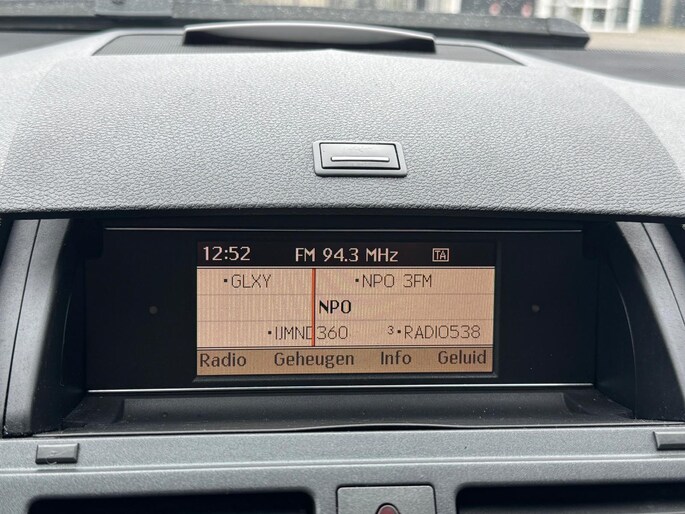 12:52 FM 94.3 MHz TA
•GLXY •NPO 3FM
NPO
•IJMND360 3•RADIO538
Radio Geheugen Info Geluid